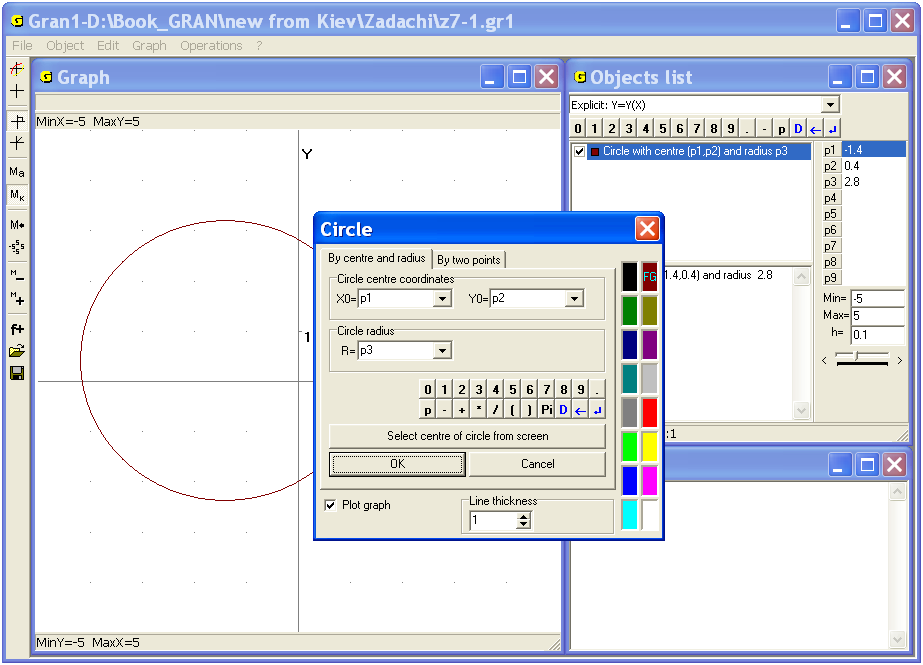 Gran1-D:\Book_GRAN\new from Kiev\Zadachi\z7-1.gr1
File Object Edit Graph Operations ?
Graph
MinX=-5 MaxY=5
Y
1
MinY=-5 MaxX=5
Ma
Mк
M
5
5 5
5
M
M
f+
Objects list
Explicit: Y=Y(X)
0 1 2 3 4 5 6 7 8 9 . - p D ← ↵
Circle with centre (p1,p2) and radius p3
p1 -1.4
p2 0.4
p3 2.8
p4
p5
p6
p7
p8
p9
1.4,0.4) and radius 2.8
Min= -5
Max= 5
h= 0.1
< >
:1
Circle
By centre and radius By two points
Circle centre coordinates
X0= p1 Y0= p2
Circle radius
R= p3
0 1 2 3 4 5 6 7 8 9 .
p - + * / ( ) Pi D ← ↵
Select centre of circle from screen
OK Cancel
Plot graph
Line thickness
1
FG